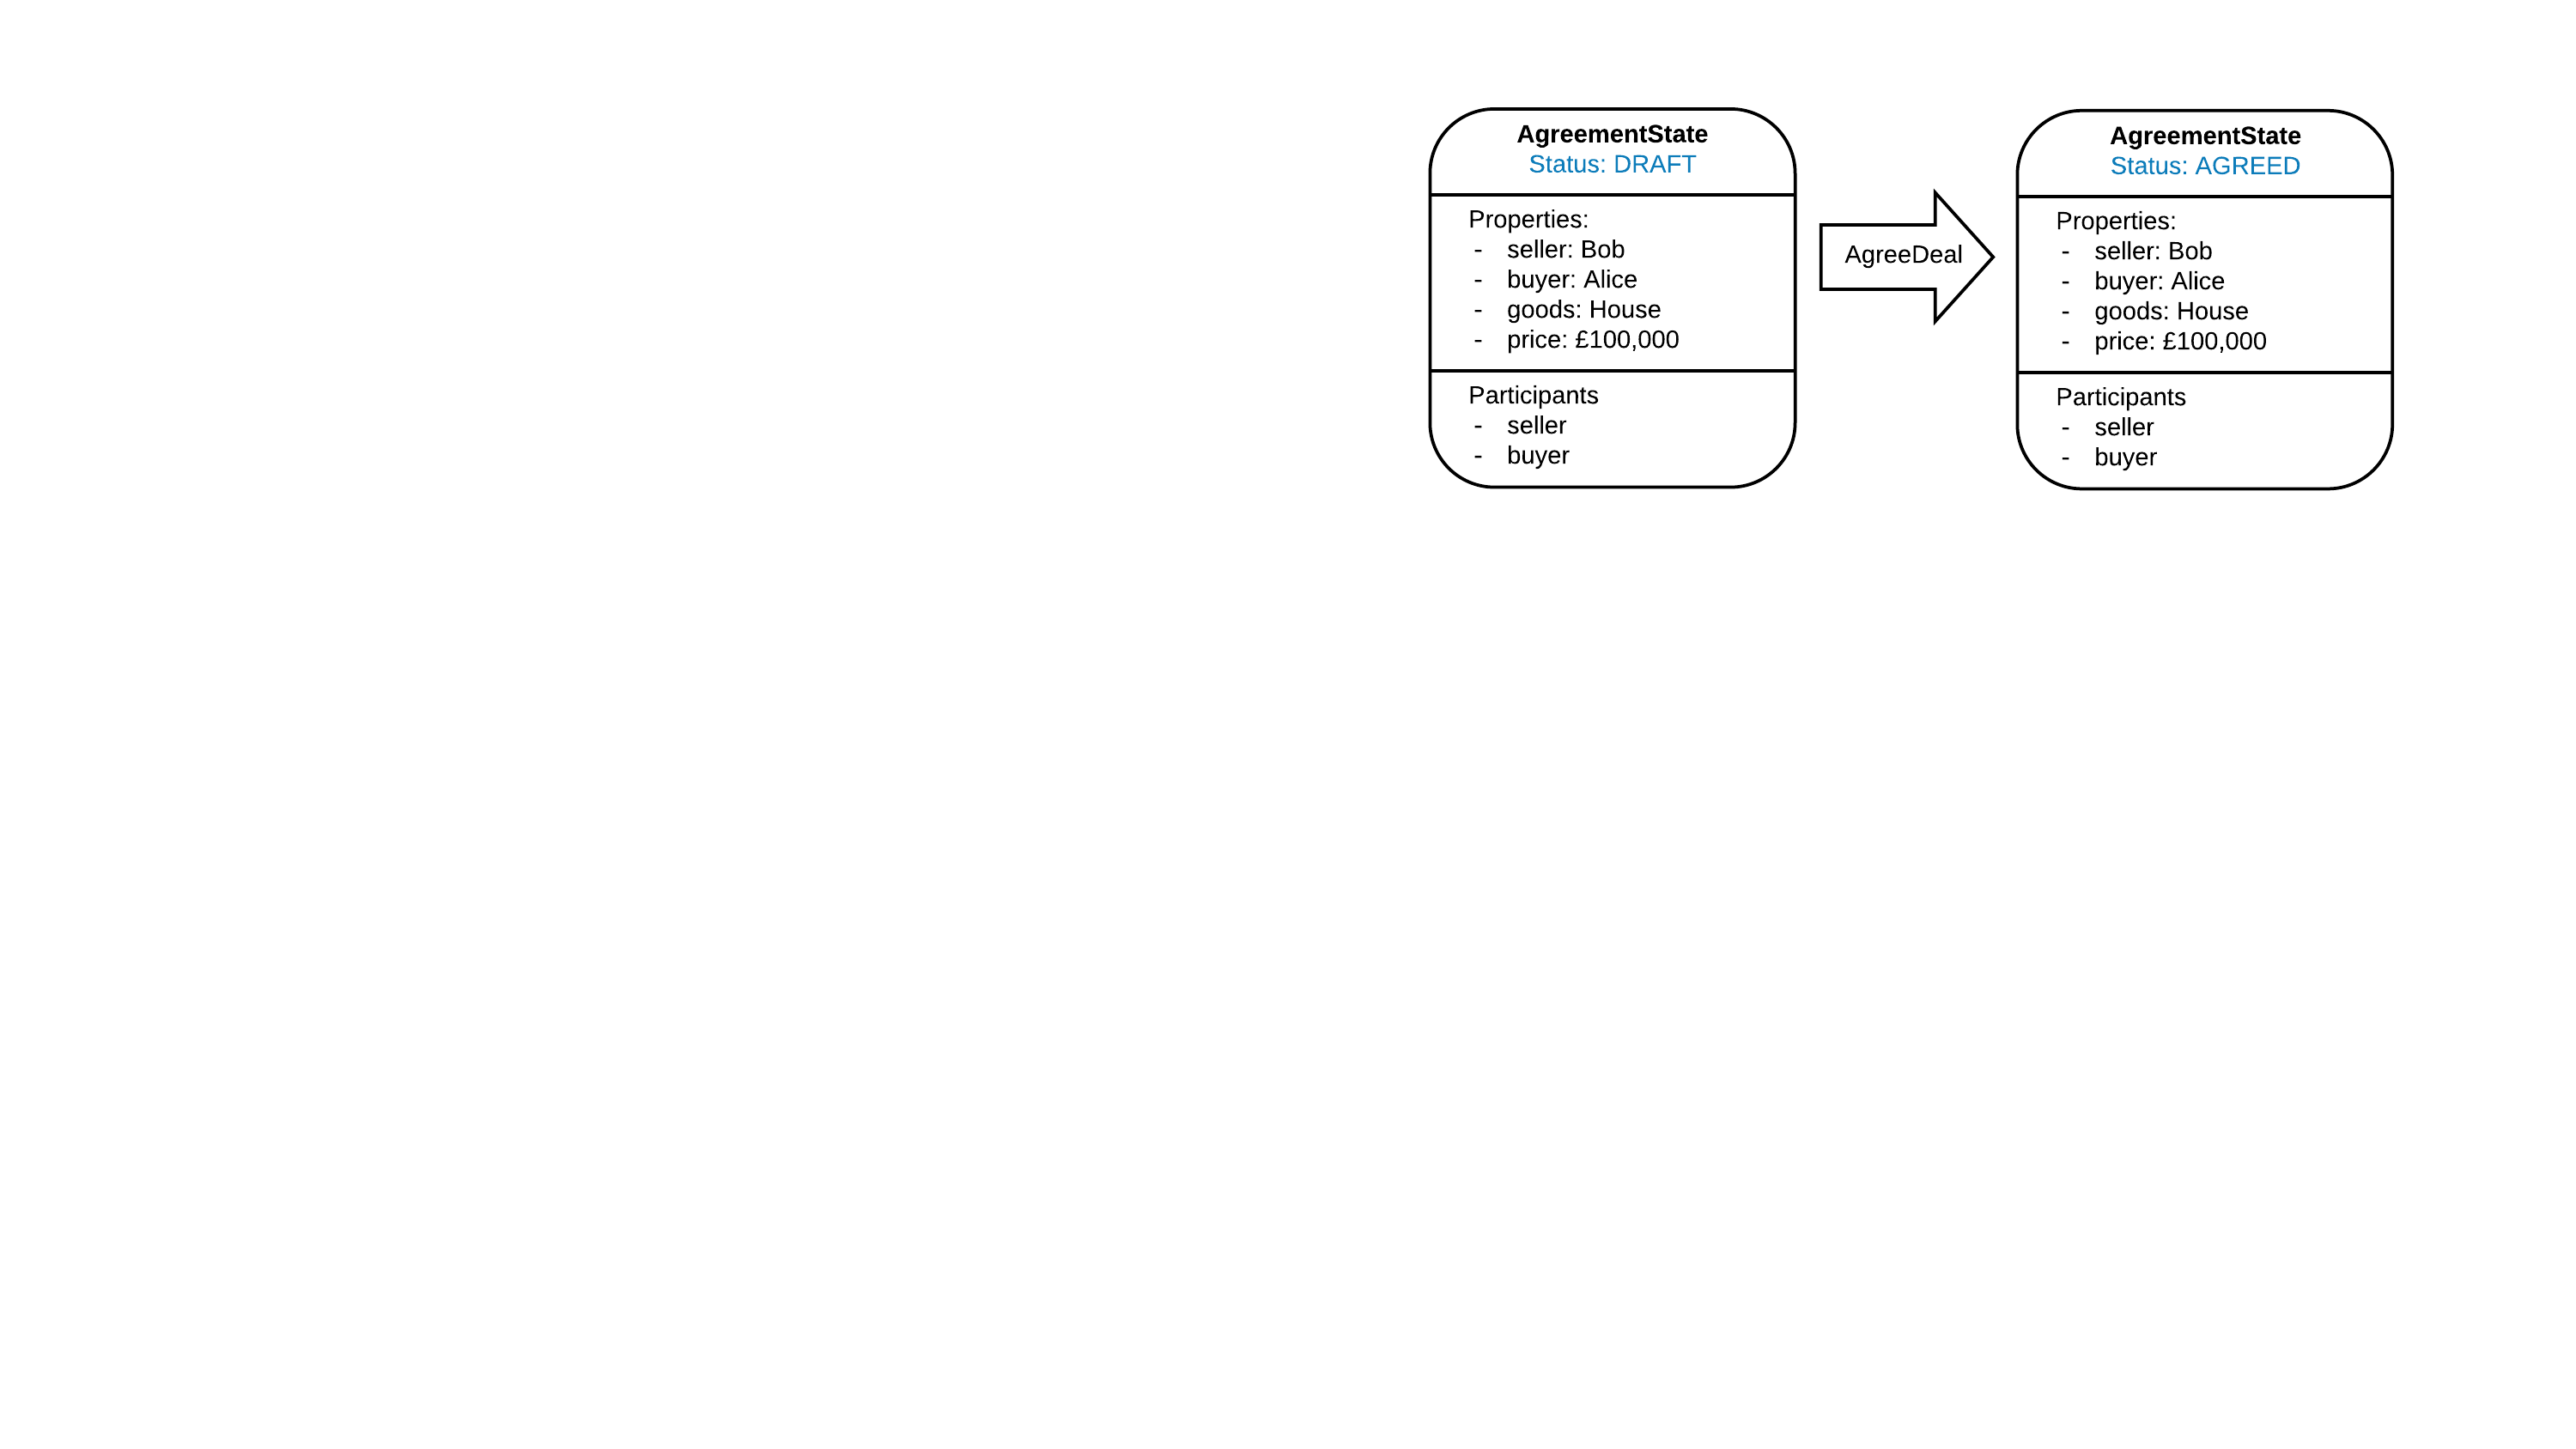 AgreementState
Status: DRAFT
Properties:
- seller: Bob
- buyer: Alice
- goods: House
- price: £100,000
Participants
- seller
- buyer
AgreeDeal
AgreementState
Status: AGREED
Properties:
- seller: Bob
- buyer: Alice
- goods: House
- price: £100,000
Participants
- seller
- buyer